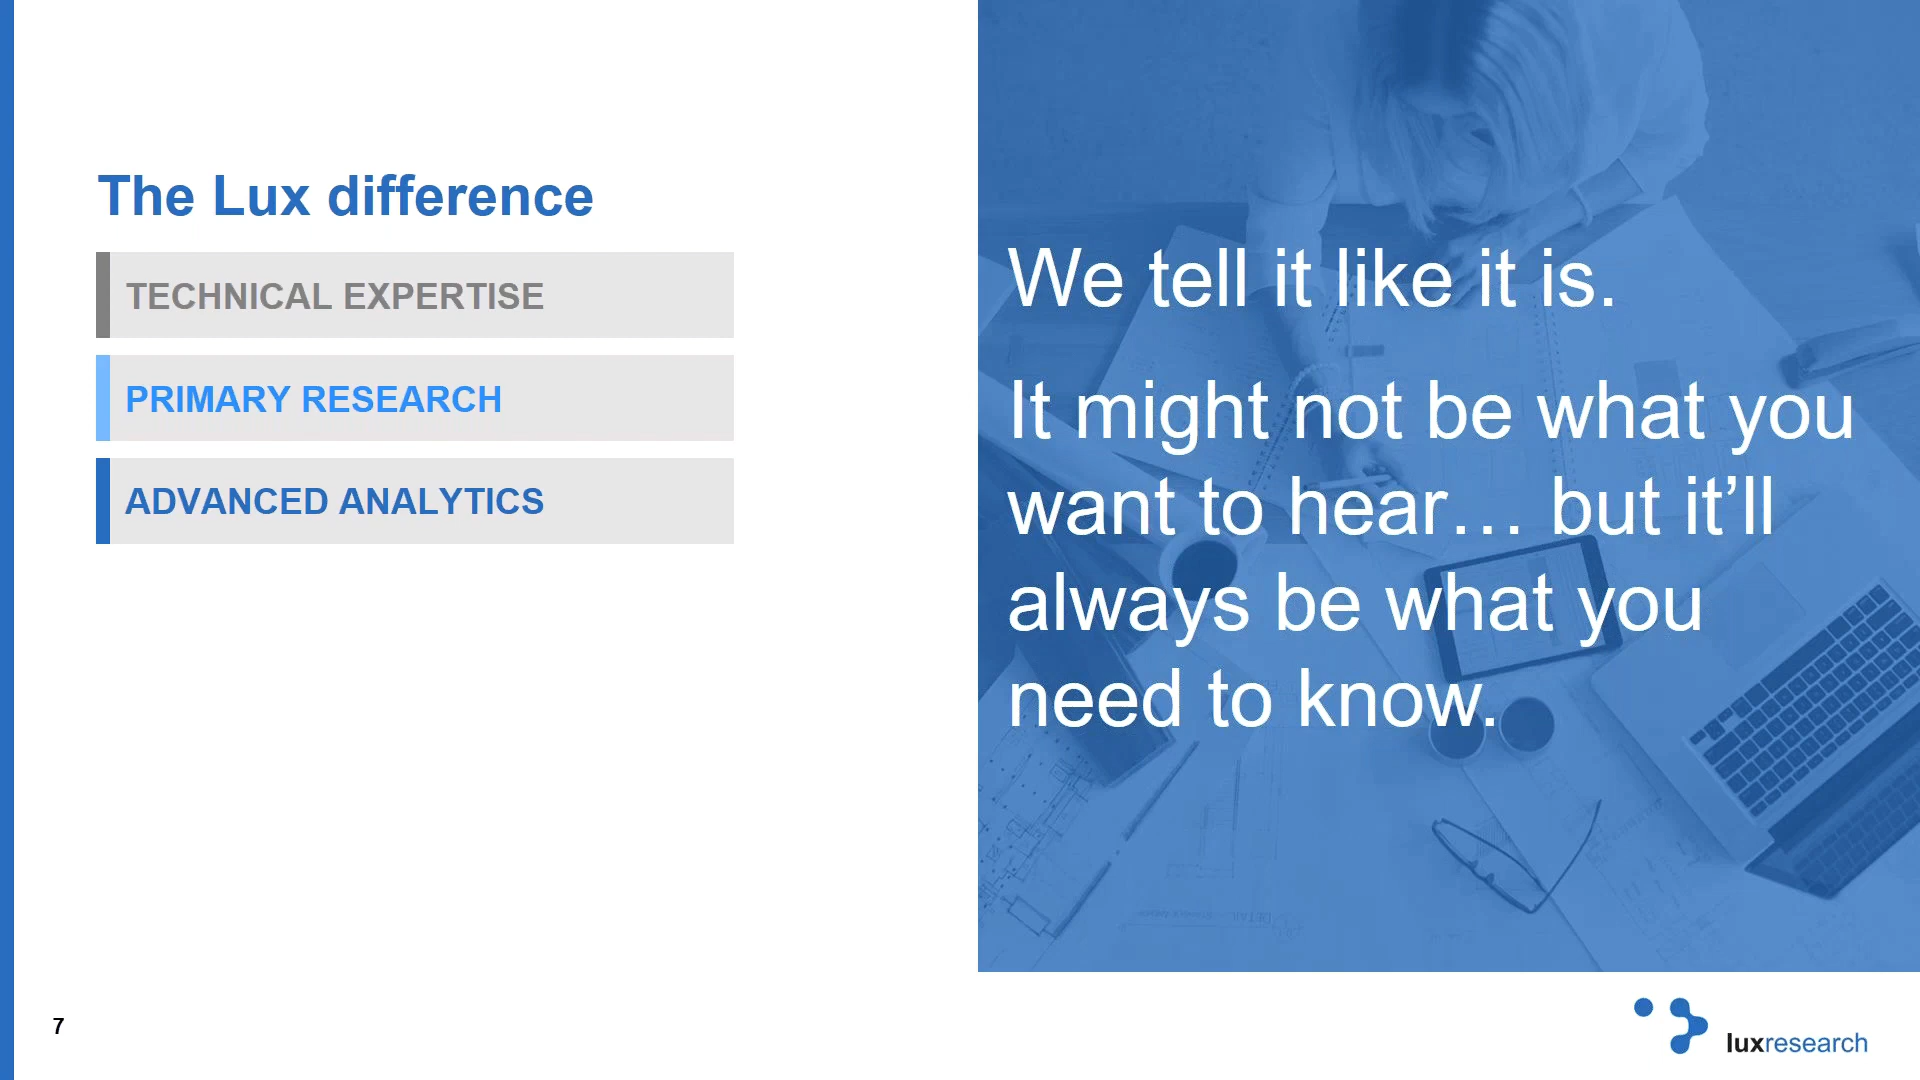 The Lux difference
TECHNICAL EXPERTISE
PRIMARY RESEARCH
ADVANCED ANALYTICS
We tell it like it is.
It might not be what you
want to hear… but it’ll
always be what you
need to know.
7
luxresearch